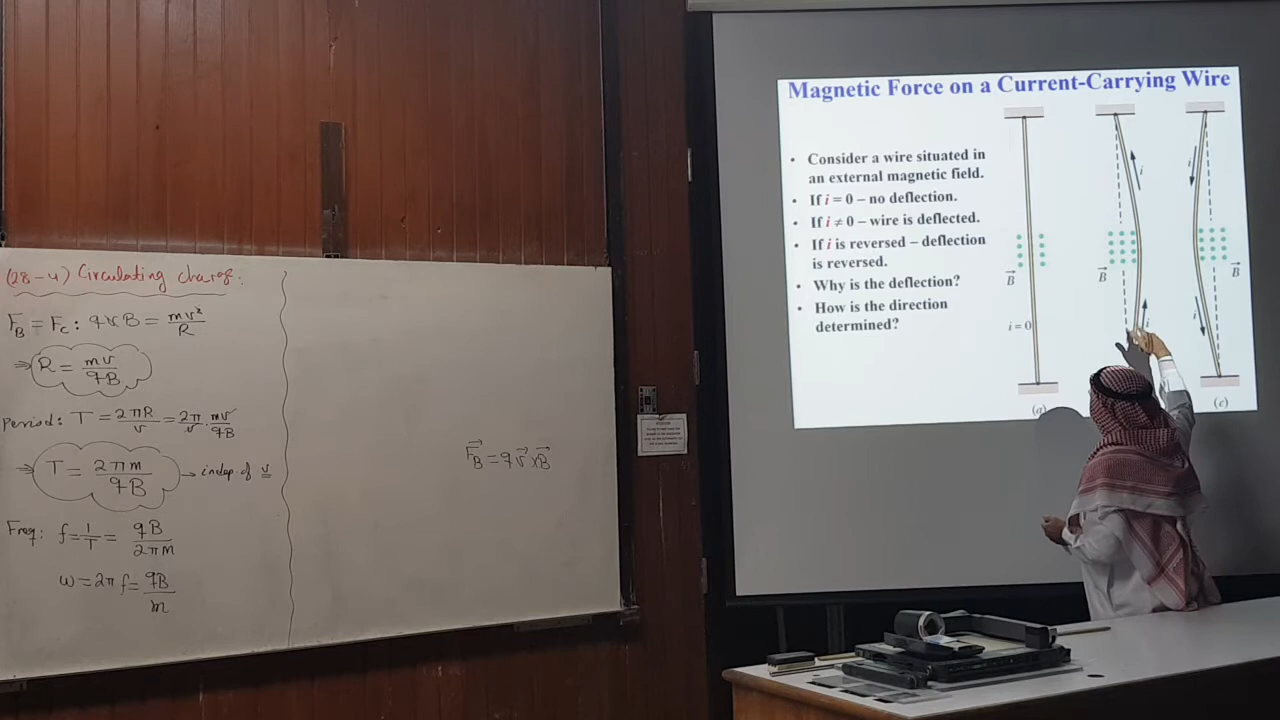 (28-4) Circulating charge:
F⃗_B = F_c : qvB = mv²/R
⇒ R = mv/qB
Period: T = 2πR/v = 2π/v · mv/qB
⇒ T = 2πm/qB → indep. of v
Freq: f = 1/T = qB/2πm
ω = 2πf = qB/m
F⃗_B = qv⃗ × B⃗
Magnetic Force on a Current-Carrying Wire
• Consider a wire situated in
an external magnetic field.
• If i = 0 – no deflection.
• If i ≠ 0 – wire is deflected.
• If i is reversed – deflection
is reversed.
• Why is the deflection?
• How is the direction
determined?
B⃗
i = 0
(a)
i
B⃗
i
i
B⃗
i
(c)